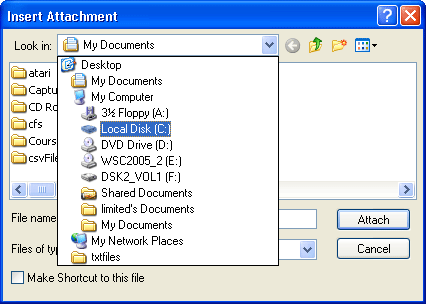 Insert Attachment
Look in: My Documents
Desktop
My Documents
My Computer
3½ Floppy (A:)
Local Disk (C:)
DVD Drive (D:)
WSC2005_2 (E:)
DSK2_VOL1 (F:)
Shared Documents
limited's Documents
My Documents
My Network Places
txtfiles
atari
Captu
CD Ro
cfs
Cours
csvFile
File name
Attach
Files of typ
Cancel
Make Shortcut to this file